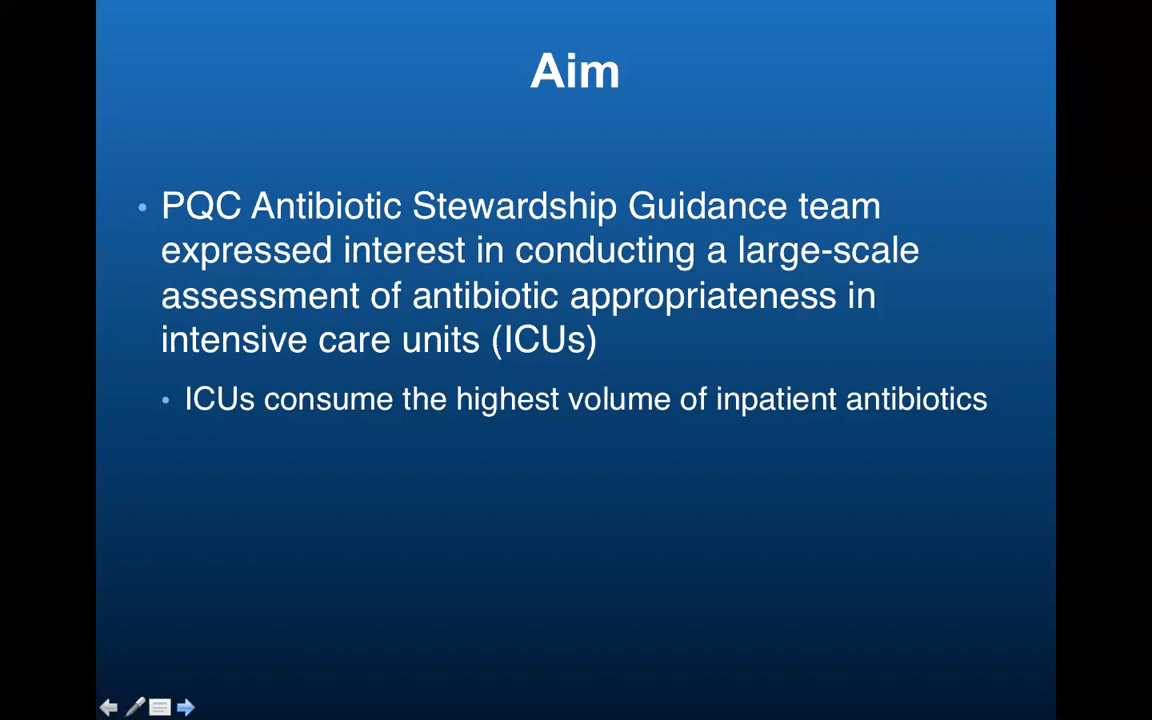 Aim
• PQC Antibiotic Stewardship Guidance team
expressed interest in conducting a large-scale
assessment of antibiotic appropriateness in
intensive care units (ICUs)
• ICUs consume the highest volume of inpatient antibiotics